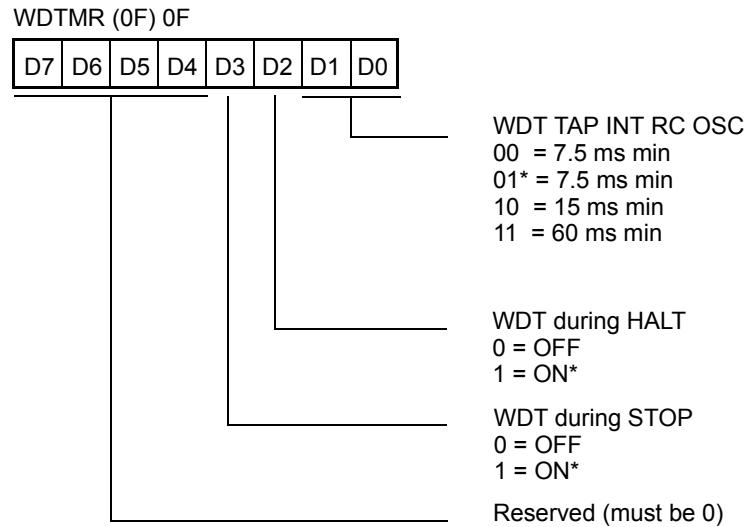 WDTMR (0F) 0F
D7 D6 D5 D4 D3 D2 D1 D0
WDT TAP INT RC OSC
00 = 7.5 ms min
01* = 7.5 ms min
10 = 15 ms min
11 = 60 ms min
WDT during HALT
0 = OFF
1 = ON*
WDT during STOP
0 = OFF
1 = ON*
Reserved (must be 0)